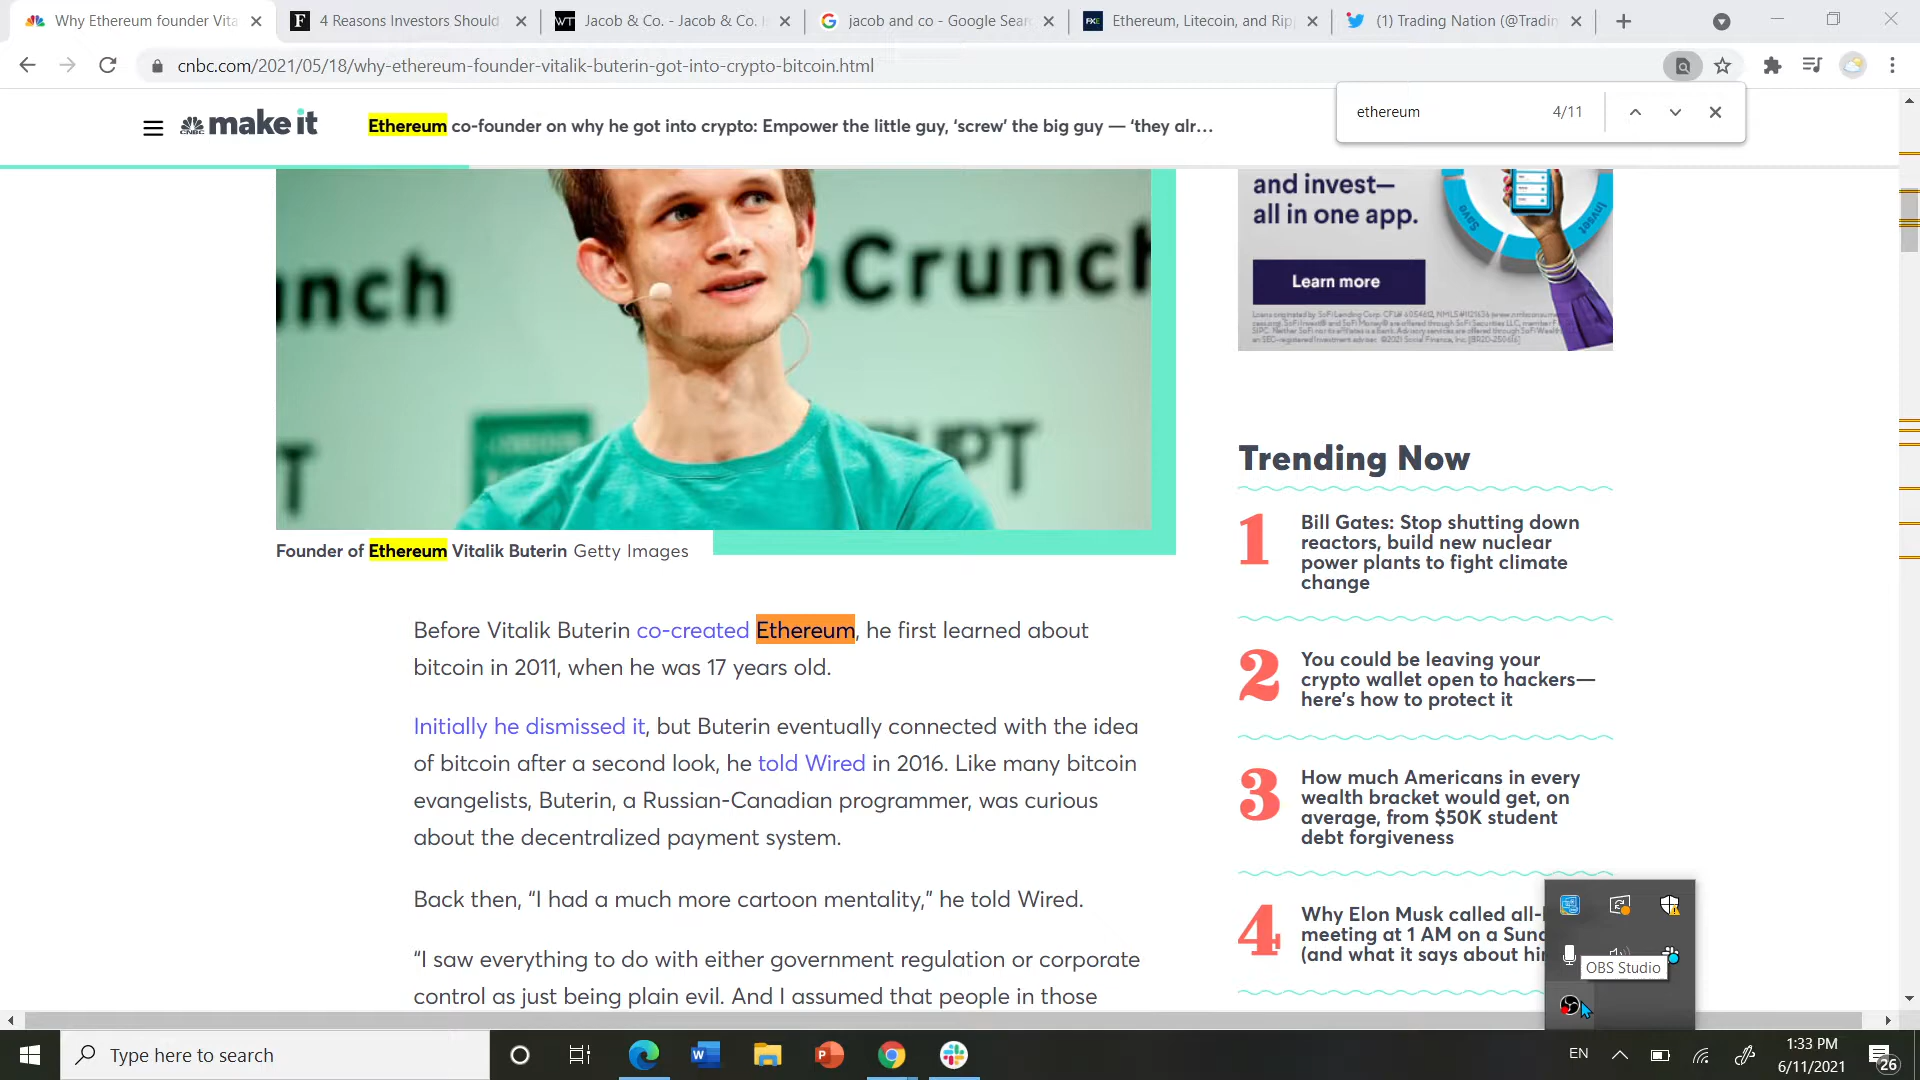 Why Ethereum founder Vita
4 Reasons Investors Should
Jacob & Co. - Jacob & Co. I
jacob and co - Google Sear
Ethereum, Litecoin, and Rip
(1) Trading Nation (@Tradin
cnbc.com/2021/05/18/why-ethereum-founder-vitalik-buterin-got-into-crypto-bitcoin.html
ethereum 4/11
CNBC make it
Ethereum co-founder on why he got into crypto: Empower the little guy, ‘screw’ the big guy — ‘they alr…
unch
nCrunch
T
UPT
and invest—
all in one app.
Save
Invest
Learn more
Founder of Ethereum Vitalik Buterin Getty Images
Before Vitalik Buterin co-created Ethereum, he first learned about
bitcoin in 2011, when he was 17 years old.
Initially he dismissed it, but Buterin eventually connected with the idea
of bitcoin after a second look, he told Wired in 2016. Like many bitcoin
evangelists, Buterin, a Russian-Canadian programmer, was curious
about the decentralized payment system.
Back then, “I had a much more cartoon mentality,” he told Wired.
“I saw everything to do with either government regulation or corporate
control as just being plain evil. And I assumed that people in those
Trending Now
1
Bill Gates: Stop shutting down
reactors, build new nuclear
power plants to fight climate
change
2
You could be leaving your
crypto wallet open to hackers—
here’s how to protect it
3
How much Americans in every
wealth bracket would get, on
average, from $50K student
debt forgiveness
4
Why Elon Musk called all-
meeting at 1 AM on a Sun
(and what it says about hi
OBS Studio
Type here to search
EN
1:33 PM
6/11/2021
26